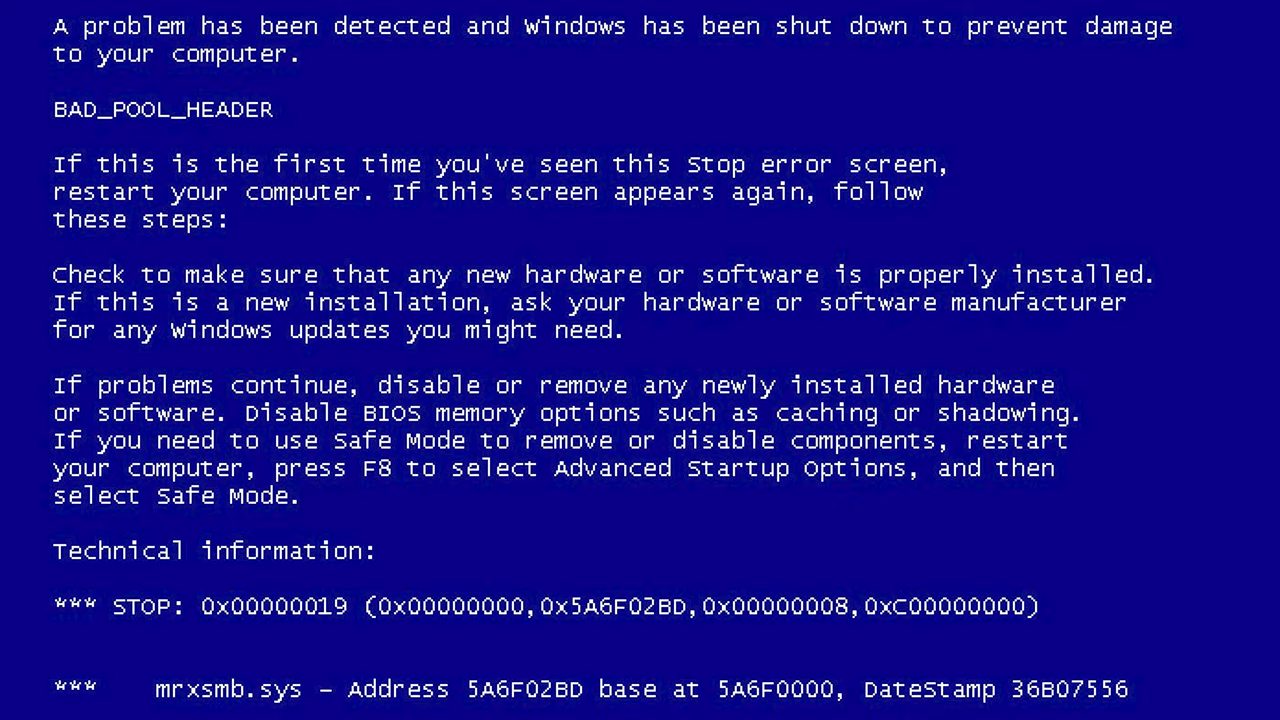 A problem has been detected and Windows has been shut down to prevent damage
to your computer.
BAD_POOL_HEADER
If this is the first time you've seen this Stop error screen,
restart your computer. If this screen appears again, follow
these steps:
Check to make sure that any new hardware or software is properly installed.
If this is a new installation, ask your hardware or software manufacturer
for any Windows updates you might need.
If problems continue, disable or remove any newly installed hardware
or software. Disable BIOS memory options such as caching or shadowing.
If you need to use Safe Mode to remove or disable components, restart
your computer, press F8 to select Advanced Startup Options, and then
select Safe Mode.
Technical information:
*** STOP: 0x00000019 (0x00000000,0x5A6F02BD,0x00000008,0xC0000000)
*** mrxsmb.sys – Address 5A6F02BD base at 5A6F0000, DateStamp 36B07556